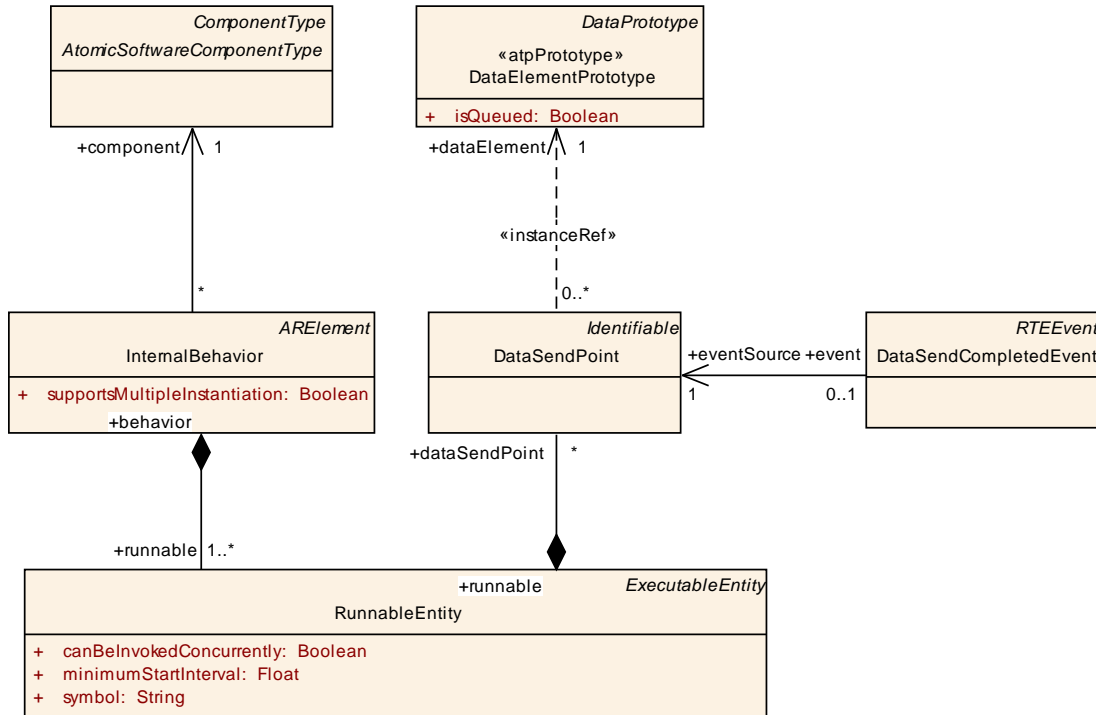 ComponentType
AtomicSoftwareComponentType
DataPrototype
«atpPrototype»
DataElementPrototype
+ isQueued: Boolean
+component 1
+dataElement 1
«instanceRef»
*
0..*
ARElement
InternalBehavior
+ supportsMultipleInstantiation: Boolean
+behavior
Identifiable
DataSendPoint
+eventSource +event
1
0..1
RTEEvent
DataSendCompletedEvent
+dataSendPoint *
+runnable 1..*
+runnable
ExecutableEntity
RunnableEntity
+ canBeInvokedConcurrently: Boolean
+ minimumStartInterval: Float
+ symbol: String